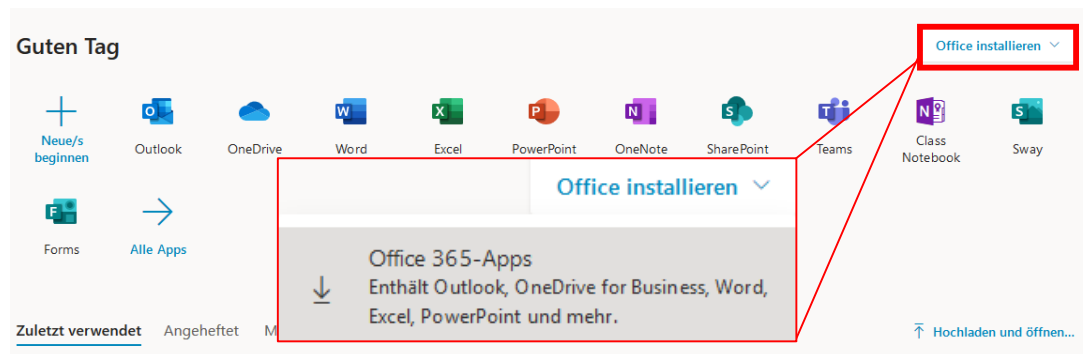 Guten Tag
Office installieren
Neue/s
beginnen
Outlook
OneDrive
Word
Excel
PowerPoint
OneNote
SharePoint
Teams
Class
Notebook
Sway
Office installieren
Forms
Alle Apps
Office 365-Apps
Enthält Outlook, OneDrive for Business, Word,
Excel, PowerPoint und mehr.
Zuletzt verwendet
Angeheftet
Hochladen und öffnen...